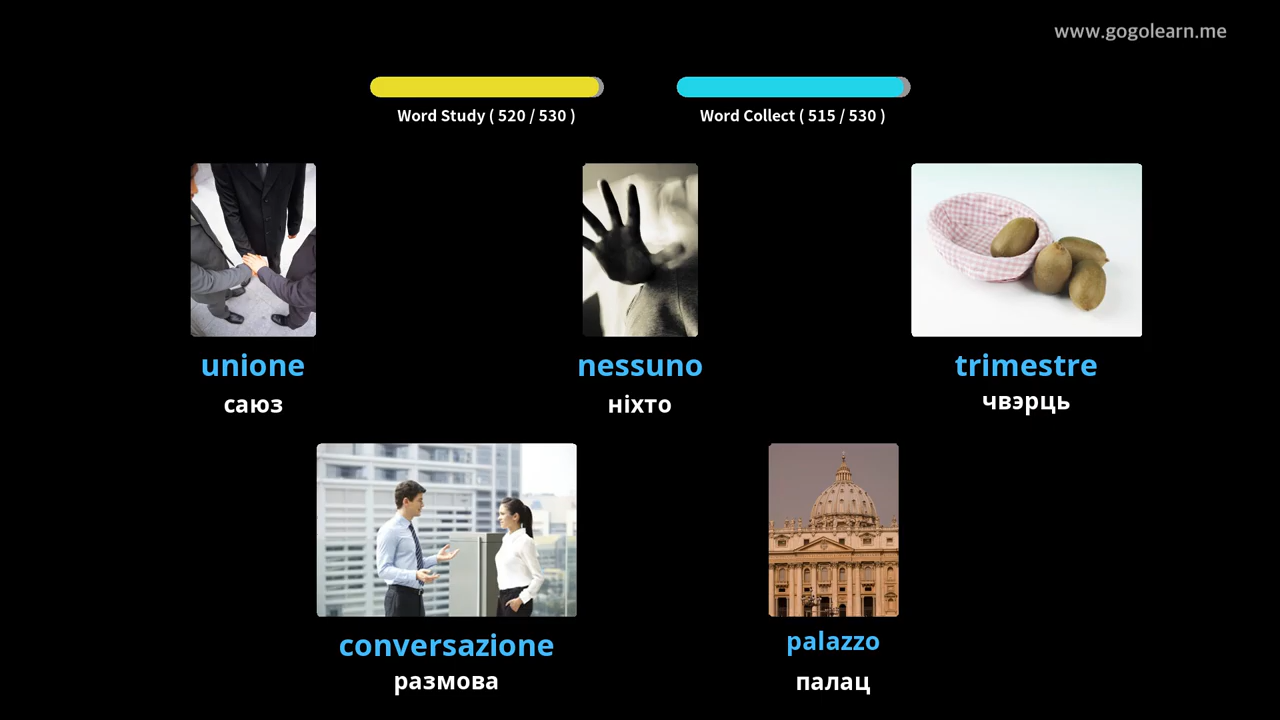 www.gogolearn.me
Word Study ( 520 / 530 )
Word Collect ( 515 / 530 )
unione
nessuno
trimestre
саюз
ніхто
чвэрць
conversazione
palazzo
размова
палац